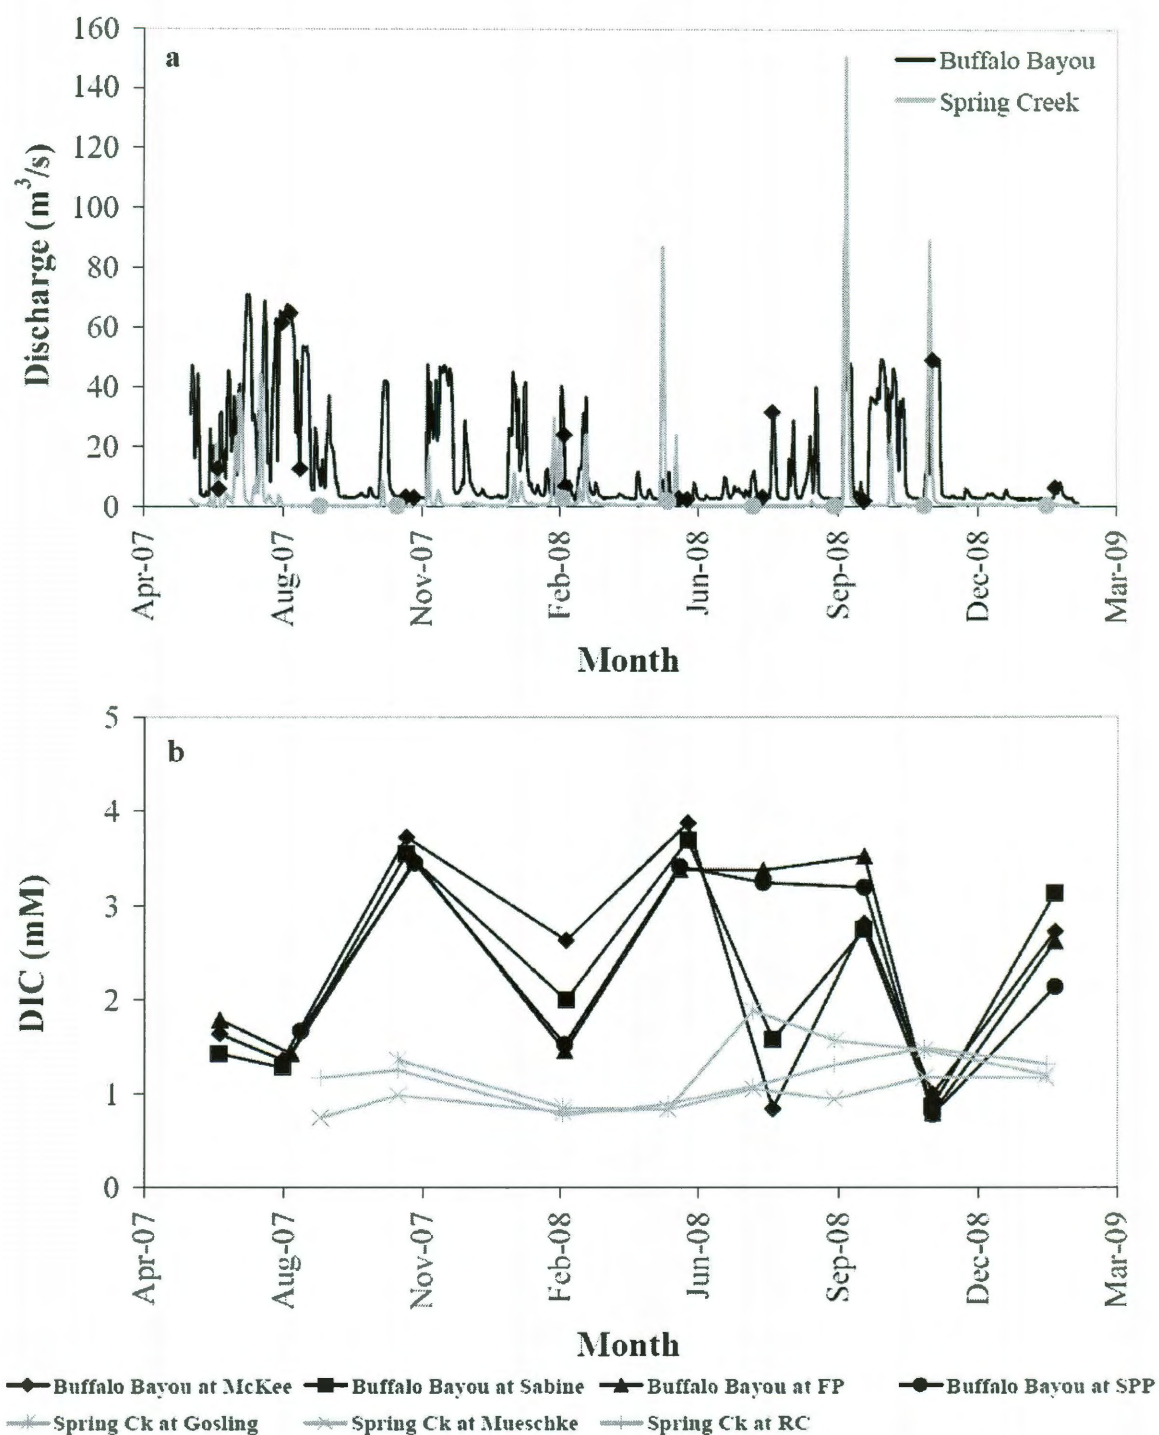 160
140
120
100
80
60
40
20
0
Discharge (m³/s)
a
Buffalo Bayou
Spring Creek
Apr-07
Aug-07
Nov-07
Feb-08
Jun-08
Sep-08
Dec-08
Mar-09
Month
5
4
3
2
1
0
DIC (mM)
b
Apr-07
Aug-07
Nov-07
Feb-08
Jun-08
Sep-08
Dec-08
Mar-09
Month
Buffalo Bayou at McKee Buffalo Bayou at Sabine Buffalo Bayou at FP Buffalo Bayou at SPP
Spring Ck at Gosling Spring Ck at Mueschke Spring Ck at RC